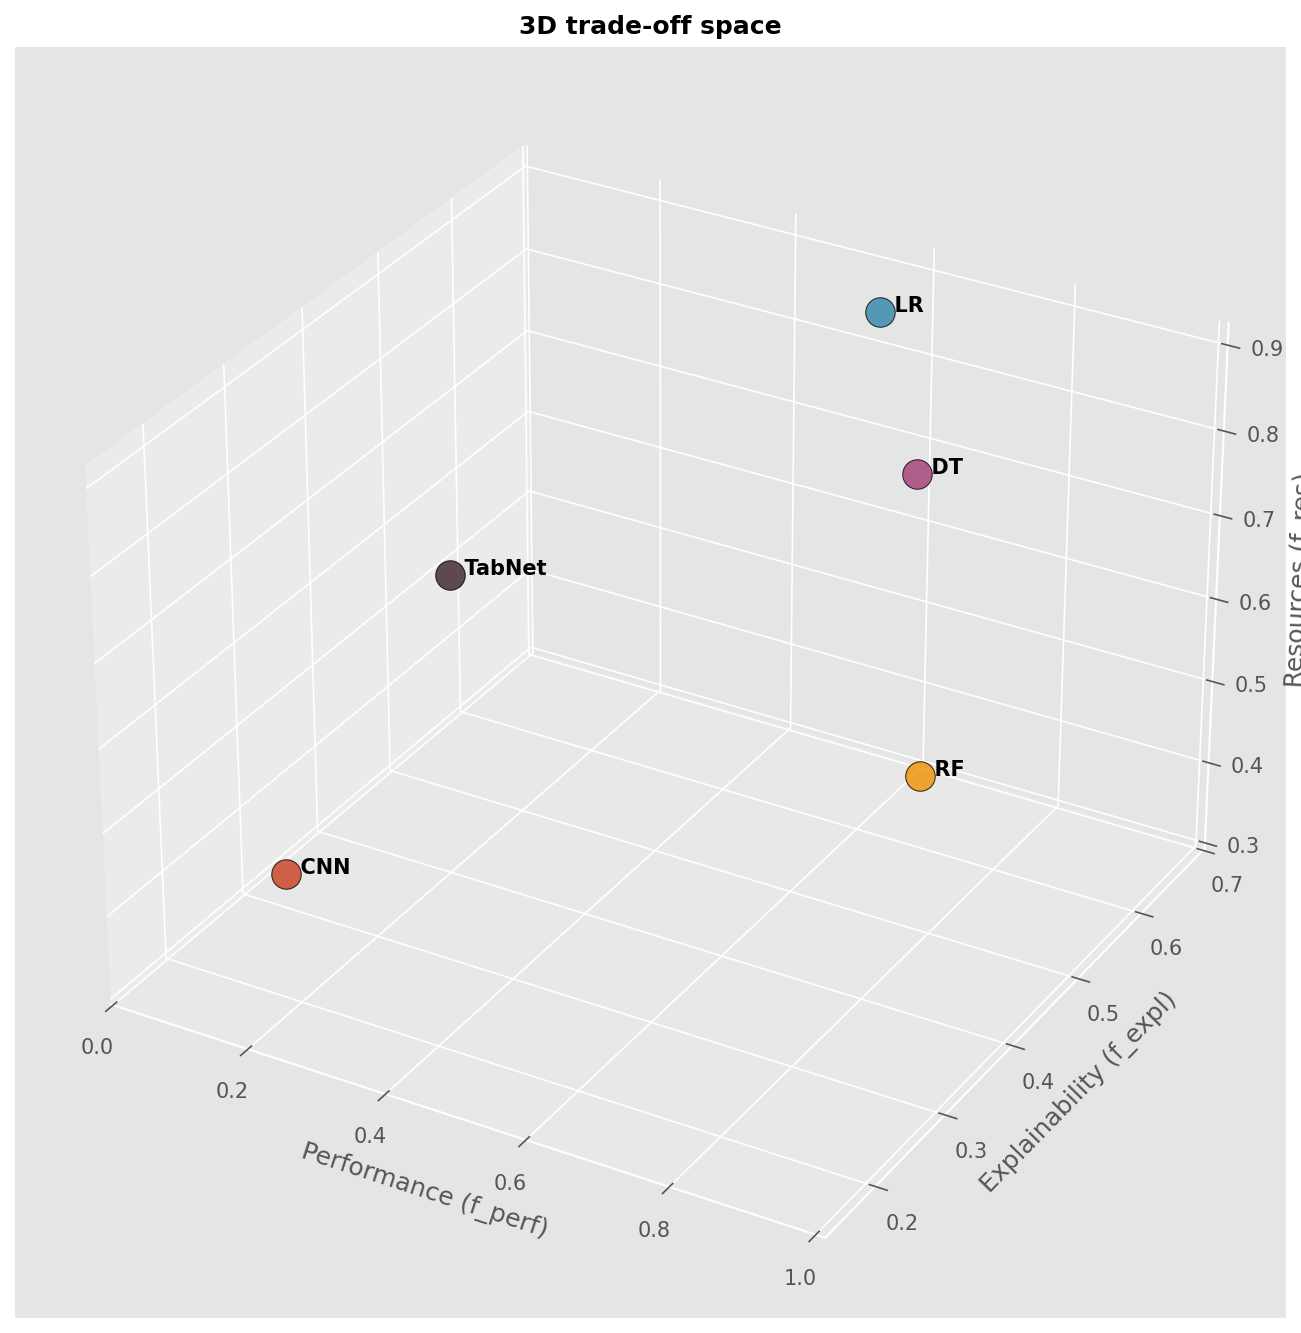 3D trade-off space
LR
DT
TabNet
RF
CNN
0.9
0.8
0.7
0.6
0.5
0.4
0.3
Resources (f_res)
0.7
0.6
0.5
0.4
0.3
0.2
Explainability (f_expl)
0.0
0.2
0.4
0.6
0.8
1.0
Performance (f_perf)